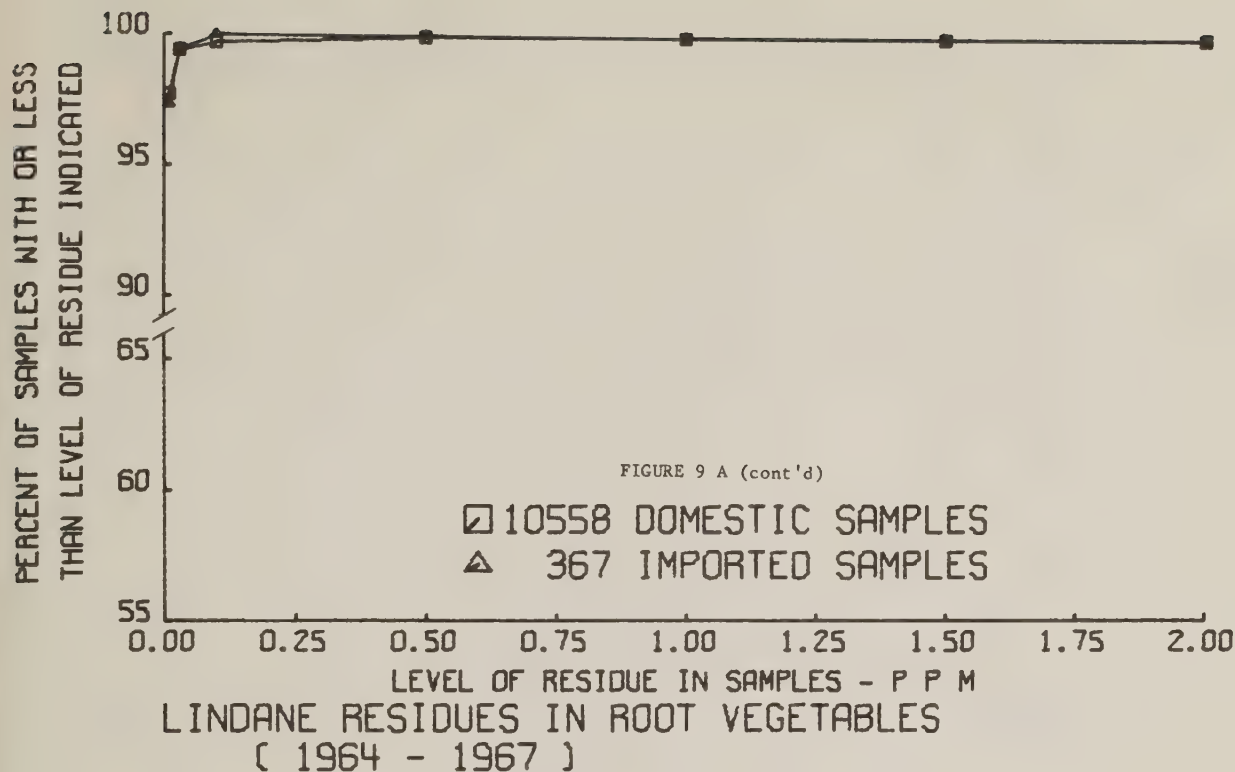 PERCENT OF SAMPLES WITH OR LESS
THAN LEVEL OF RESIDUE INDICATED
100
95
90
65
60
55
0.00 0.25 0.50 0.75 1.00 1.25 1.50 1.75 2.00
FIGURE 9 A (cont'd)
10558 DOMESTIC SAMPLES
367 IMPORTED SAMPLES
LEVEL OF RESIDUE IN SAMPLES - P P M
LINDANE RESIDUES IN ROOT VEGETABLES
( 1964 - 1967 )